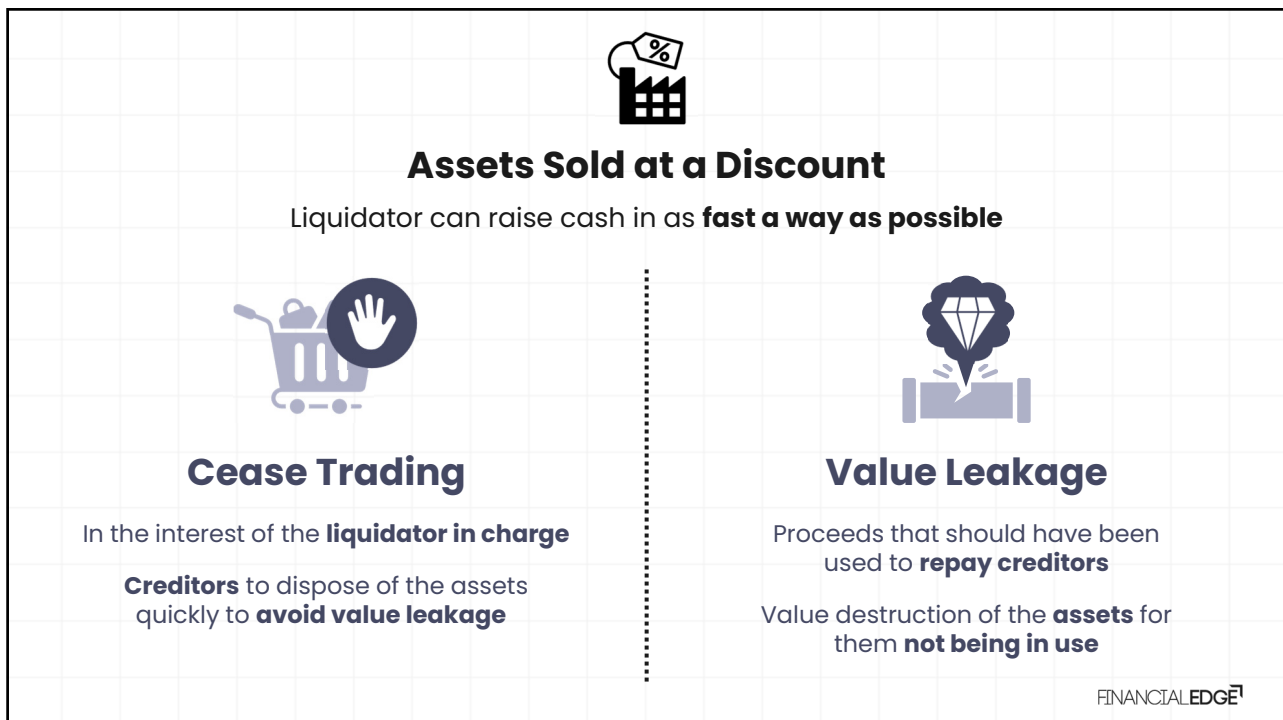 %
Assets Sold at a Discount
Liquidator can raise cash in as fast a way as possible
Cease Trading
In the interest of the liquidator in charge
Creditors to dispose of the assets
quickly to avoid value leakage
Value Leakage
Proceeds that should have been
used to repay creditors
Value destruction of the assets for
them not being in use
FINANCIALEDGE